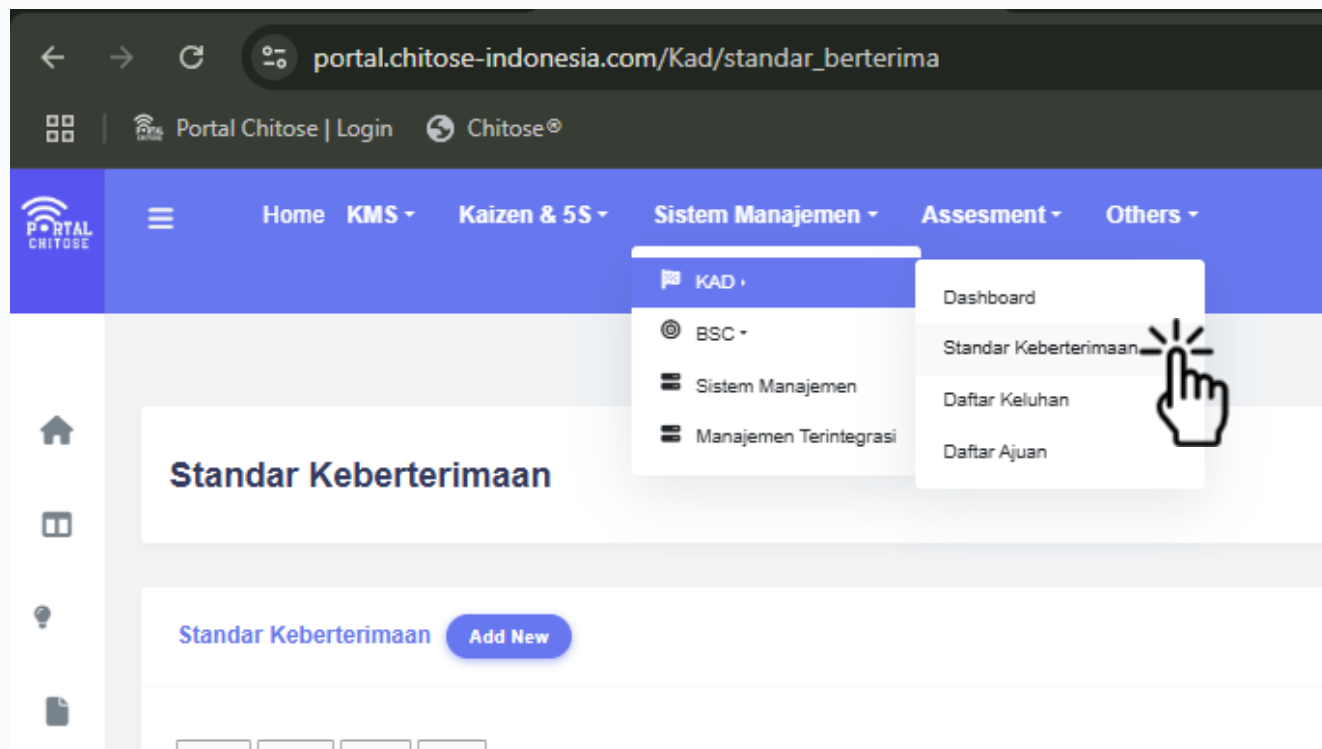 portal.chitose-indonesia.com/Kad/standar_berterima
Portal Chitose | Login Chitose®
PORTAL
CHITOSE
Home KMS Kaizen & 5S Sistem Manajemen Assesment Others
KAD
BSC
Sistem Manajemen
Manajemen Terintegrasi
Dashboard
Standar Keberterimaan
Daftar Keluhan
Daftar Ajuan
Standar Keberterimaan
Standar Keberterimaan Add New